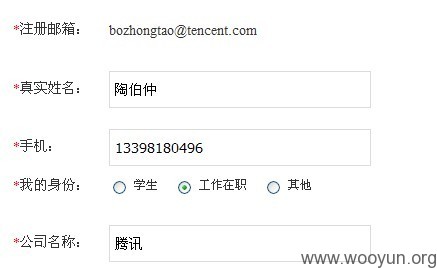 *注册邮箱： bozhongtao@tencent.com
*真实姓名： 陶伯仲
*手机： 13398180496
*我的身份： 学生 工作在职 其他
*公司名称： 腾讯
www.wooyun.org